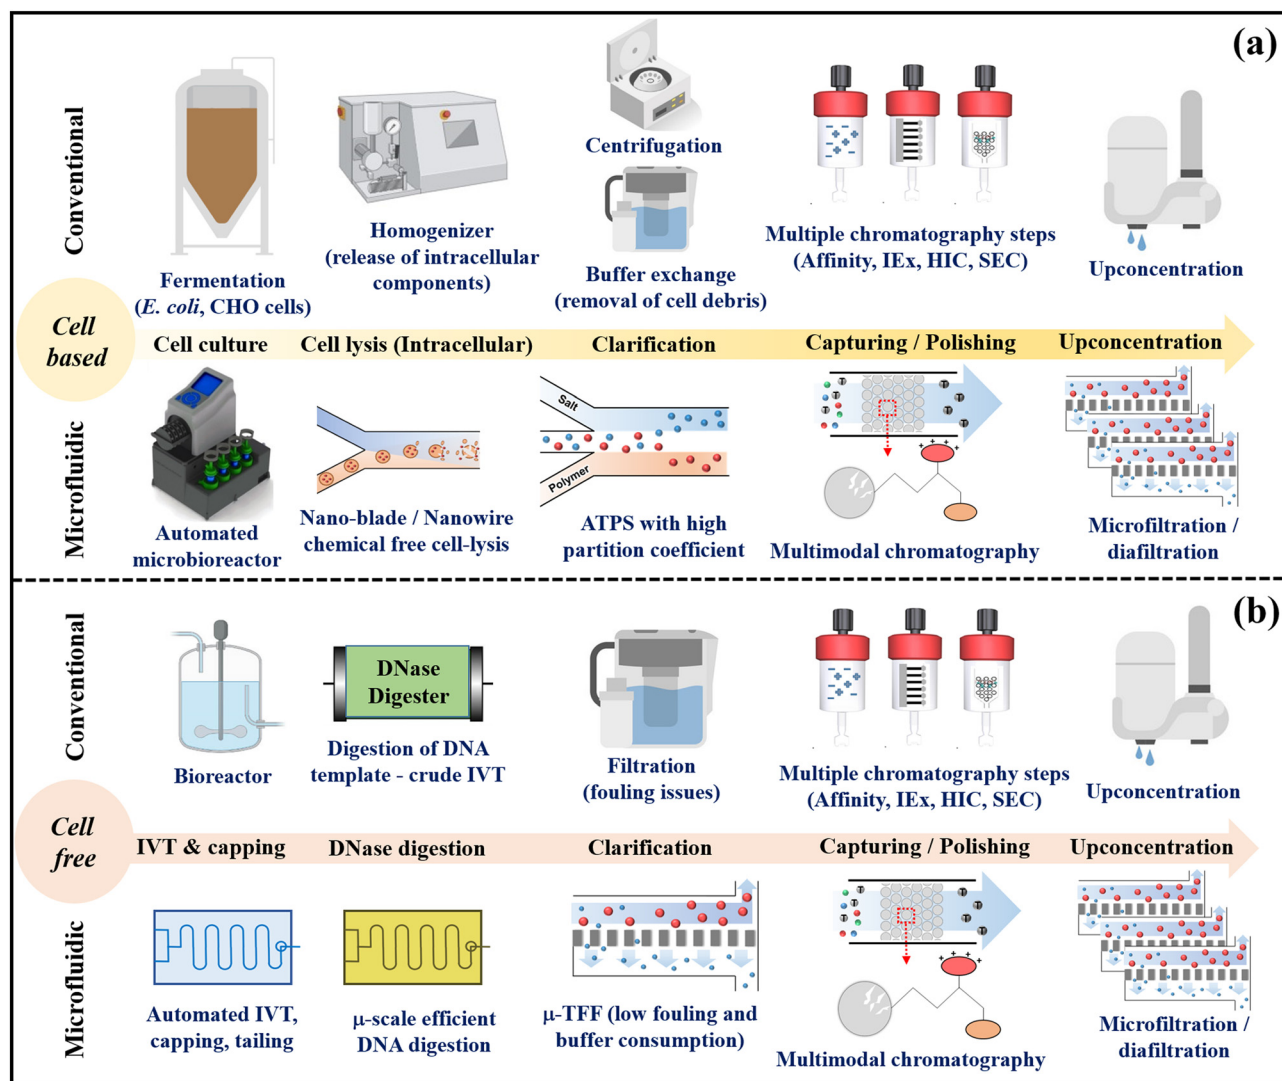 (a)
Conventional
Fermentation
(E. coli, CHO cells)
Homogenizer
(release of intracellular
components)
Centrifugation
Buffer exchange
(removal of cell debris)
Multiple chromatography steps
(Affinity, IEx, HIC, SEC)
Upconcentration
Cell
based
Cell culture
Cell lysis (Intracellular)
Clarification
Capturing / Polishing
Upconcentration
Microfluidic
Automated
microbioreactor
Nano-blade / Nanowire
chemical free cell-lysis
Salt
Polymer
ATPS with high
partition coefficient
T
T
T
T
T
T
T
+ + +
+
Multimodal chromatography
Microfiltration /
diafiltration
(b)
Conventional
Bioreactor
DNase
Digester
Digestion of DNA
template - crude IVT
Filtration
(fouling issues)
Multiple chromatography steps
(Affinity, IEx, HIC, SEC)
Upconcentration
Cell
free
IVT & capping
DNase digestion
Clarification
Capturing / Polishing
Upconcentration
Microfluidic
Automated IVT,
capping, tailing
μ-scale efficient
DNA digestion
μ-TFF (low fouling and
buffer consumption)
T
T
T
T
T
T
T
+ + +
+
Multimodal chromatography
Microfiltration /
diafiltration